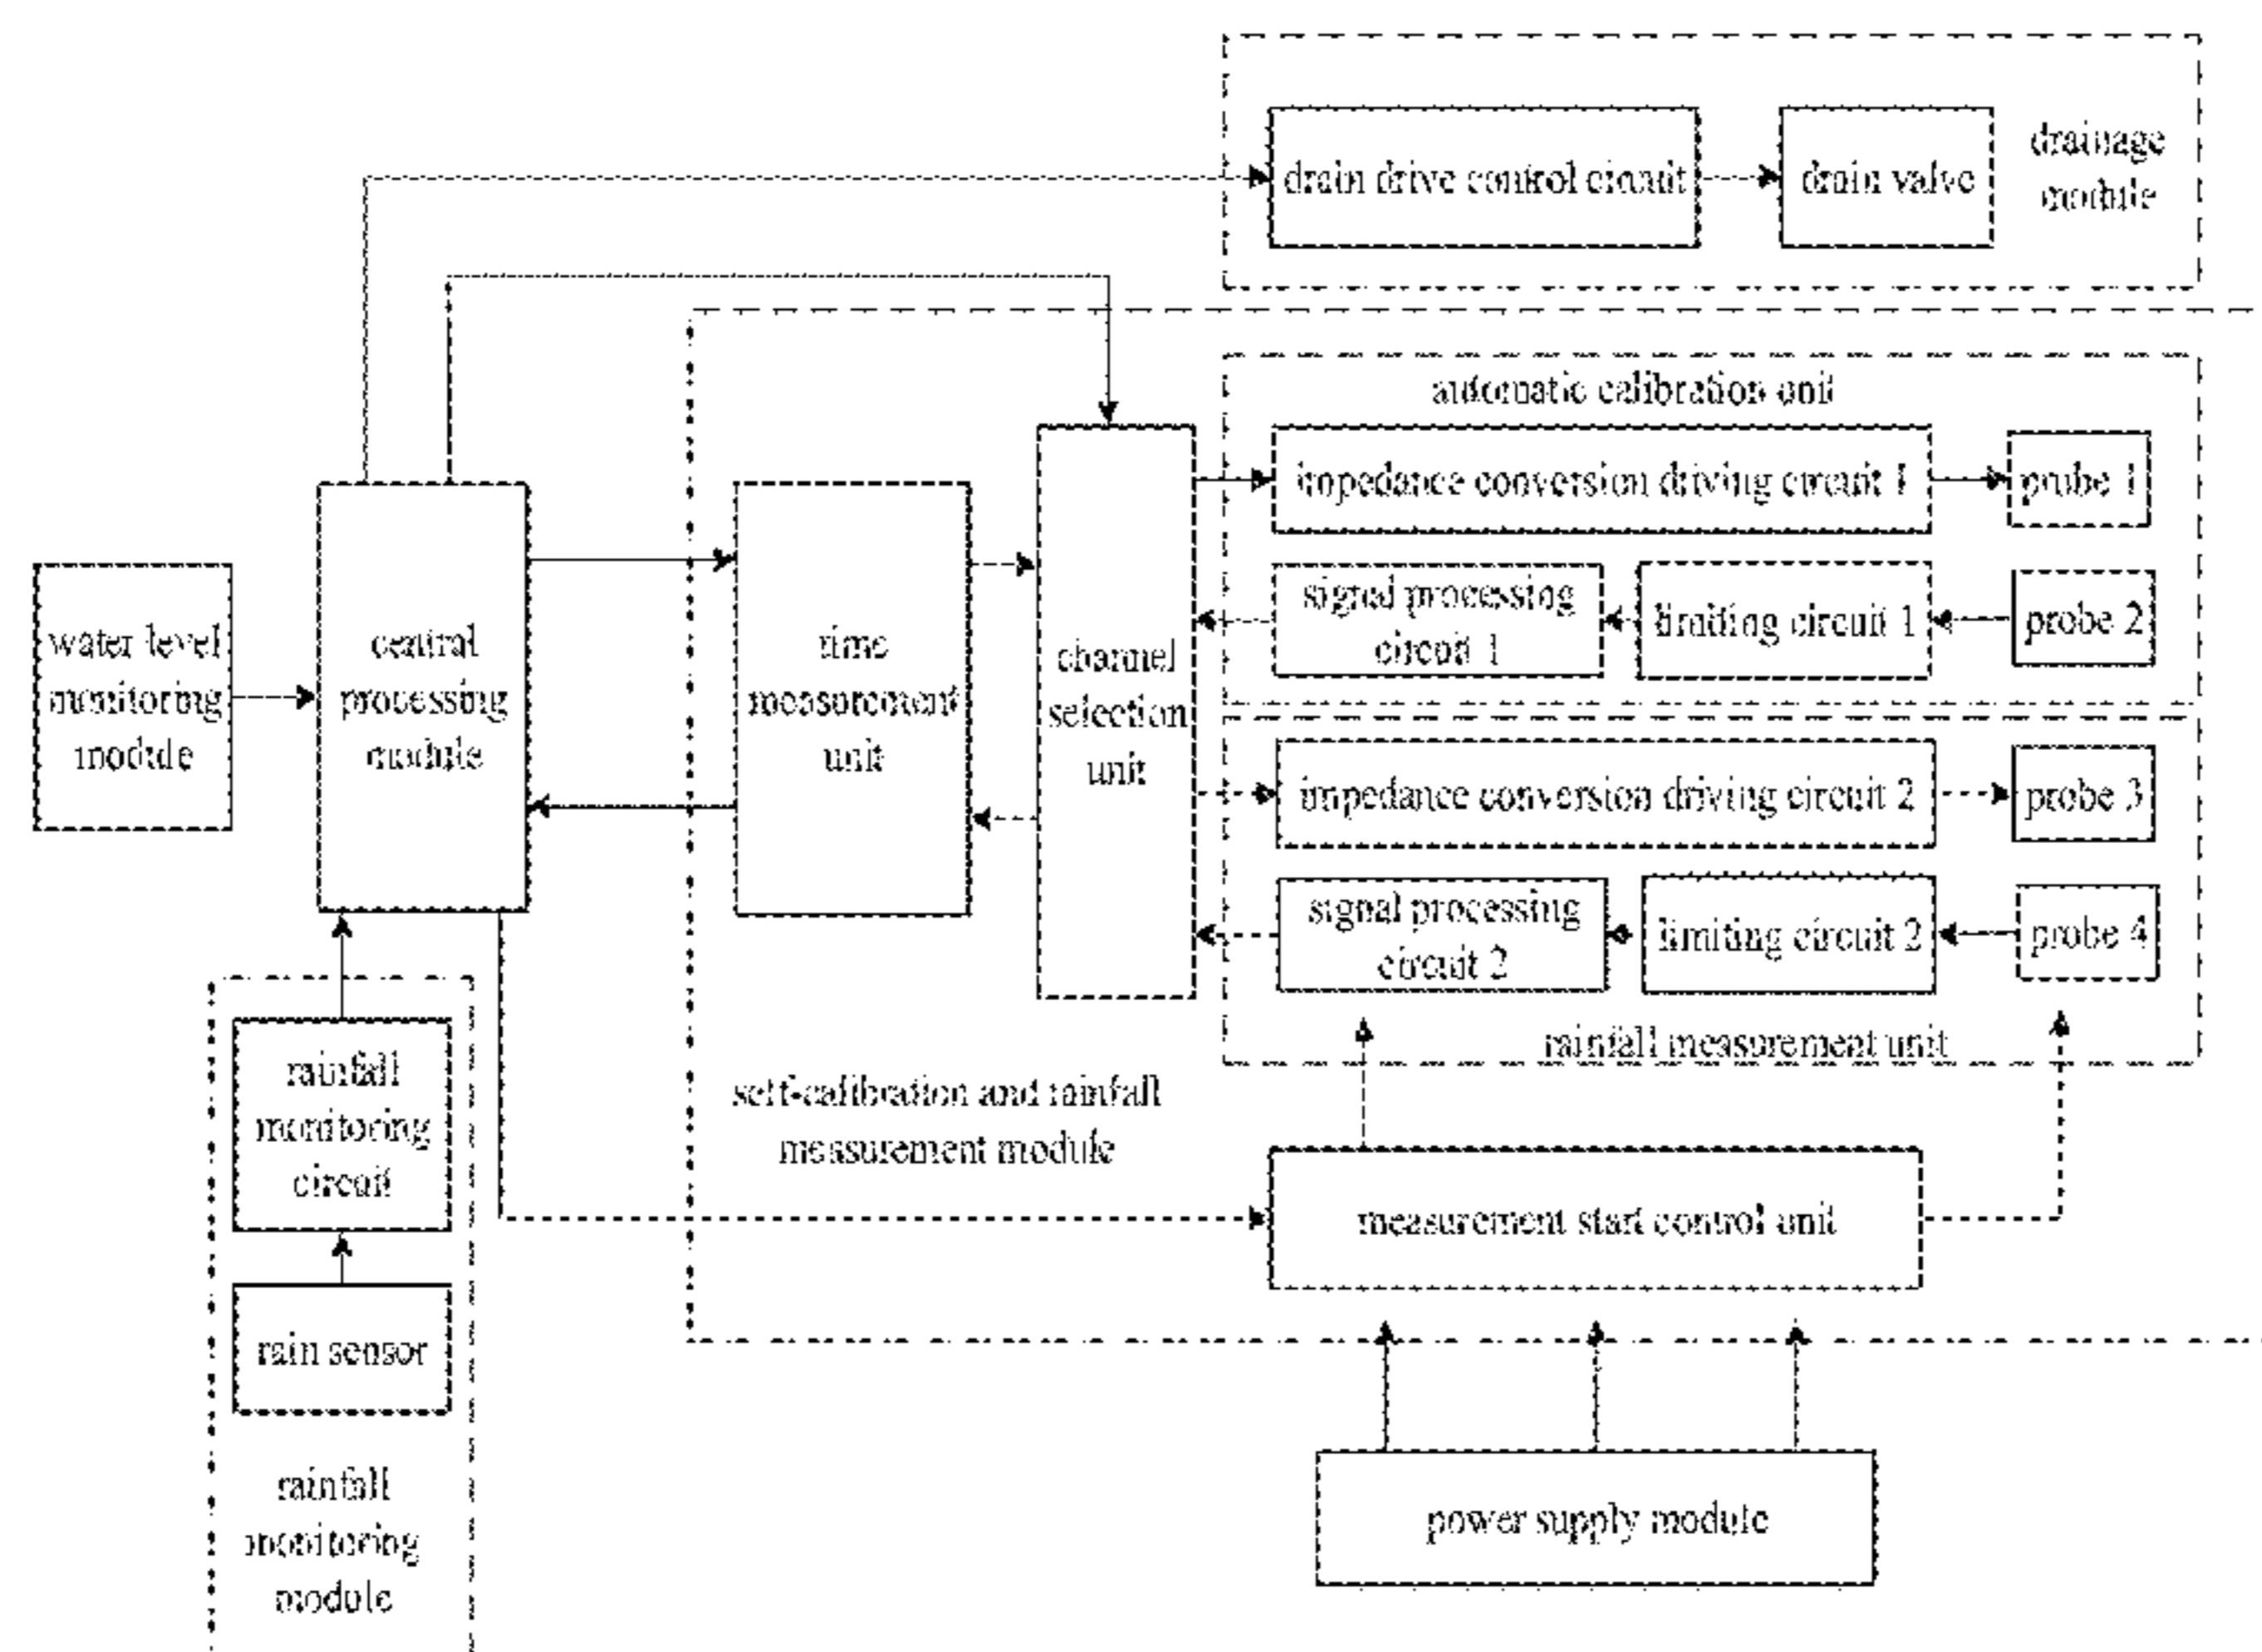 drain drive control circuit
drain valve
drainage
module
automatic calibration unit
impedance conversion driving circuit 1
probe 1
signal processing
circuit 1
limiting circuit 1
probe 2
water level
monitoring
module
central
processing
module
time
measurement
unit
channel
selection
unit
impedance conversion driving circuit 2
probe 3
signal processing
circuit 2
limiting circuit 2
probe 4
rainfall measurement unit
rainfall
monitoring
circuit
self-calibration and rainfall
measurement module
measurement start control unit
rain sensor
rainfall
monitoring
module
power supply module